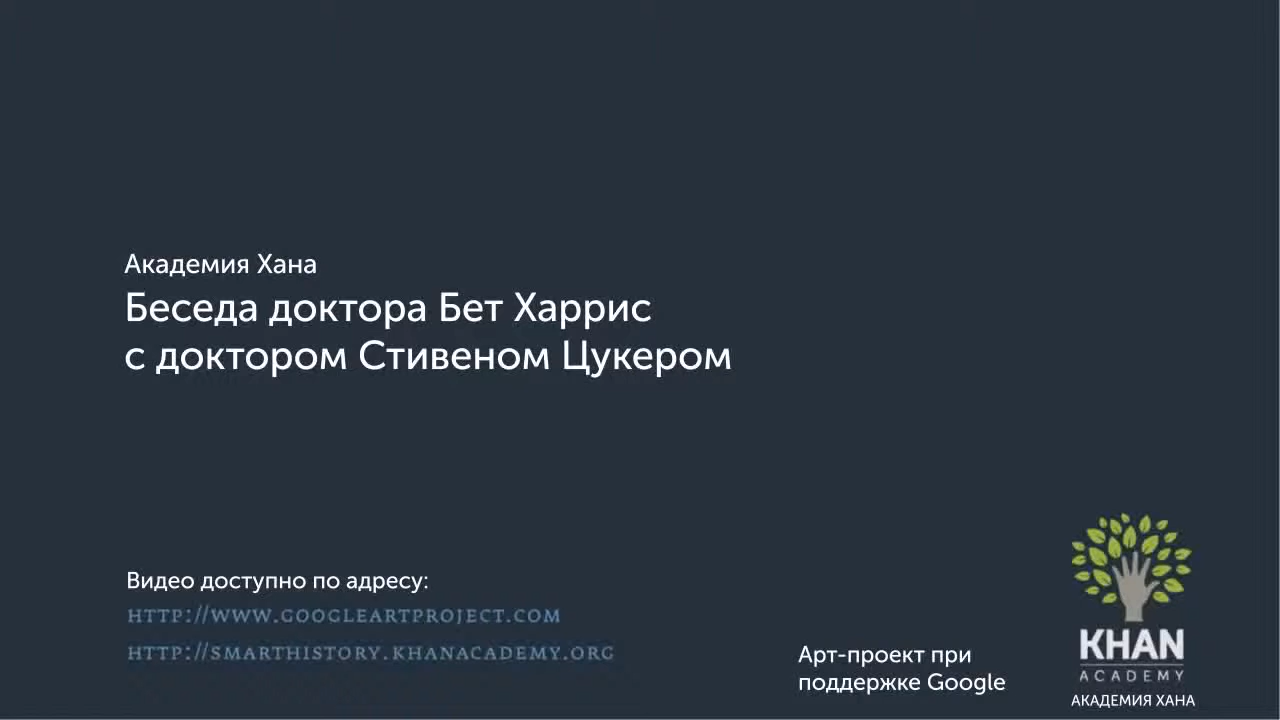 Академия Хана
Беседа доктора Бет Харрис
с доктором Стивеном Цукером
Видео доступно по адресу:
HTTP://WWW.GOOGLEARTPROJECT.COM
HTTP://SMARTHISTORY.KHANACADEMY.ORG
Арт-проект при
поддержке Google
KHAN
ACADEMY
АКАДЕМИЯ ХАНА